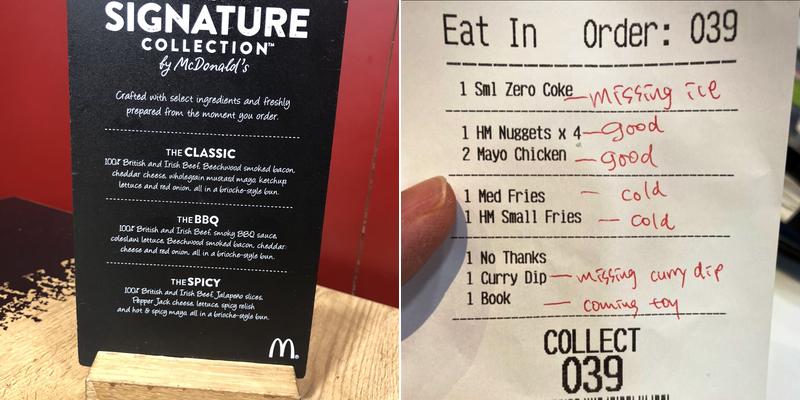 SIGNATURE
COLLECTION™
by McDonald's
Crafted with select ingredients and freshly
prepared from the moment you order.
THE CLASSIC
100% British and Irish Beef, Beechwood smoked bacon,
cheddar cheese, wholegrain mustard mayo, ketchup,
lettuce and red onion, all in a brioche-style bun.
THE BBQ
100% British and Irish Beef, smoky BBQ sauce,
coleslaw, lettuce, Beechwood smoked bacon, cheddar
cheese and red onion, all in a brioche-style bun.
THE SPICY
100% British and Irish Beef, Jalapeño slices,
Pepper Jack cheese, lettuce, spicy relish
and hot & spicy mayo, all in a brioche-style bun.
Eat In Order: 039
1 Sml Zero Coke missing ice
1 HM Nuggets x 4 good
2 Mayo Chicken good
1 Med Fries cold
1 HM Small Fries cold
1 No Thanks
1 Curry Dip missing curry dip
1 Book coming toy
COLLECT
039